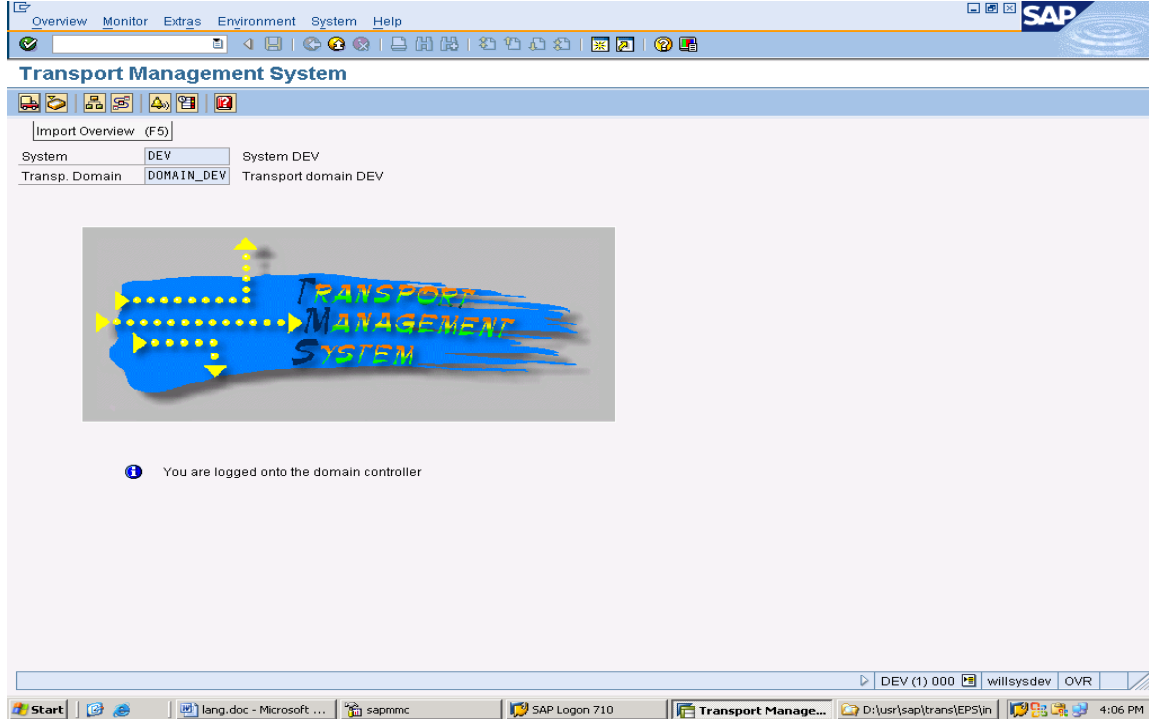 Overview Monitor Extras Environment System Help
SAP
Transport Management System
Import Overview (F5)
System DEV System DEV
Transp. Domain DOMAIN_DEV Transport domain DEV
TRANSPORT
MANAGEMENT
SYSTEM
You are logged onto the domain controller
DEV (1) 000 willsysdev OVR
Start lang.doc - Microsoft ... sapmmc SAP Logon 710 Transport Manage... D:\usr\sap\trans\EPS\in 4:06 PM